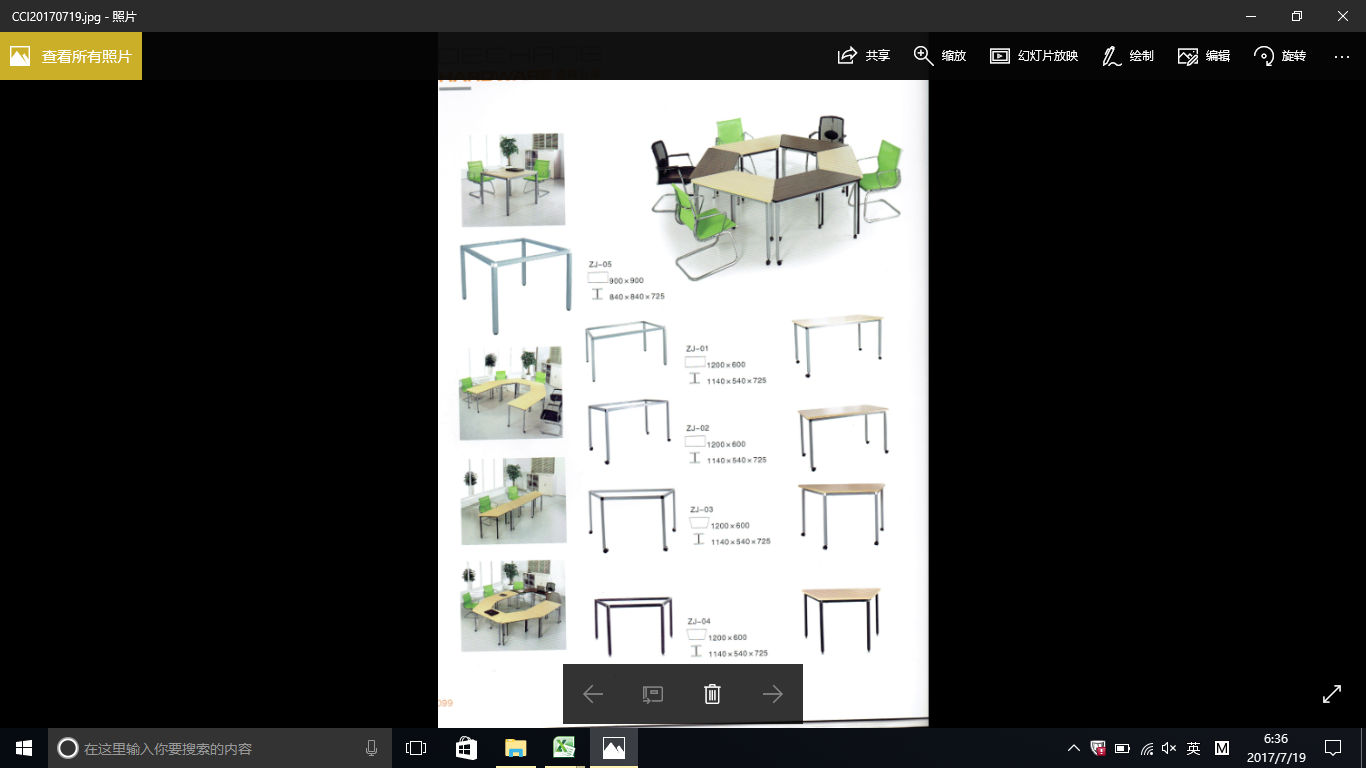 CCI20170719.jpg - 照片
查看所有照片
共享
缩放
幻灯片放映
绘制
编辑
旋转
ZJ-05
900×900
840×840×725
ZJ-01
1200×600
1140×540×725
ZJ-02
1200×600
1140×540×725
ZJ-03
1200×600
1140×540×725
ZJ-04
1200×600
1140×540×725
099
在这里输入你要搜索的内容
英
M
6:36
2017/7/19